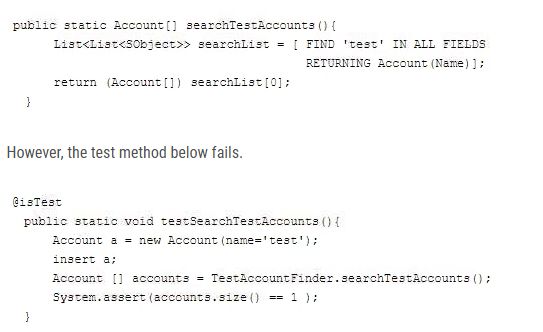 public static Account[] searchTestAccounts(){
List<List<SObject>> searchList = [ FIND 'test' IN ALL FIELDS
RETURNING Account(Name)];
return (Account[]) searchList[0];
}
However, the test method below fails.
@isTest
public static void testSearchTestAccounts(){
Account a = new Account(name='test');
insert a;
Account [] accounts = TestAccountFinder.searchTestAccounts();
System.assert(accounts.size() == 1 );
}